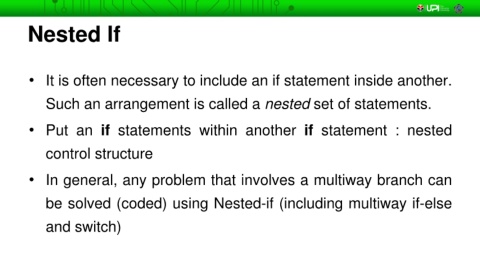 UPI
Nested If
• It is often necessary to include an if statement inside another.
Such an arrangement is called a nested set of statements.
• Put an if statements within another if statement : nested
control structure
• In general, any problem that involves a multiway branch can
be solved (coded) using Nested-if (including multiway if-else
and switch)